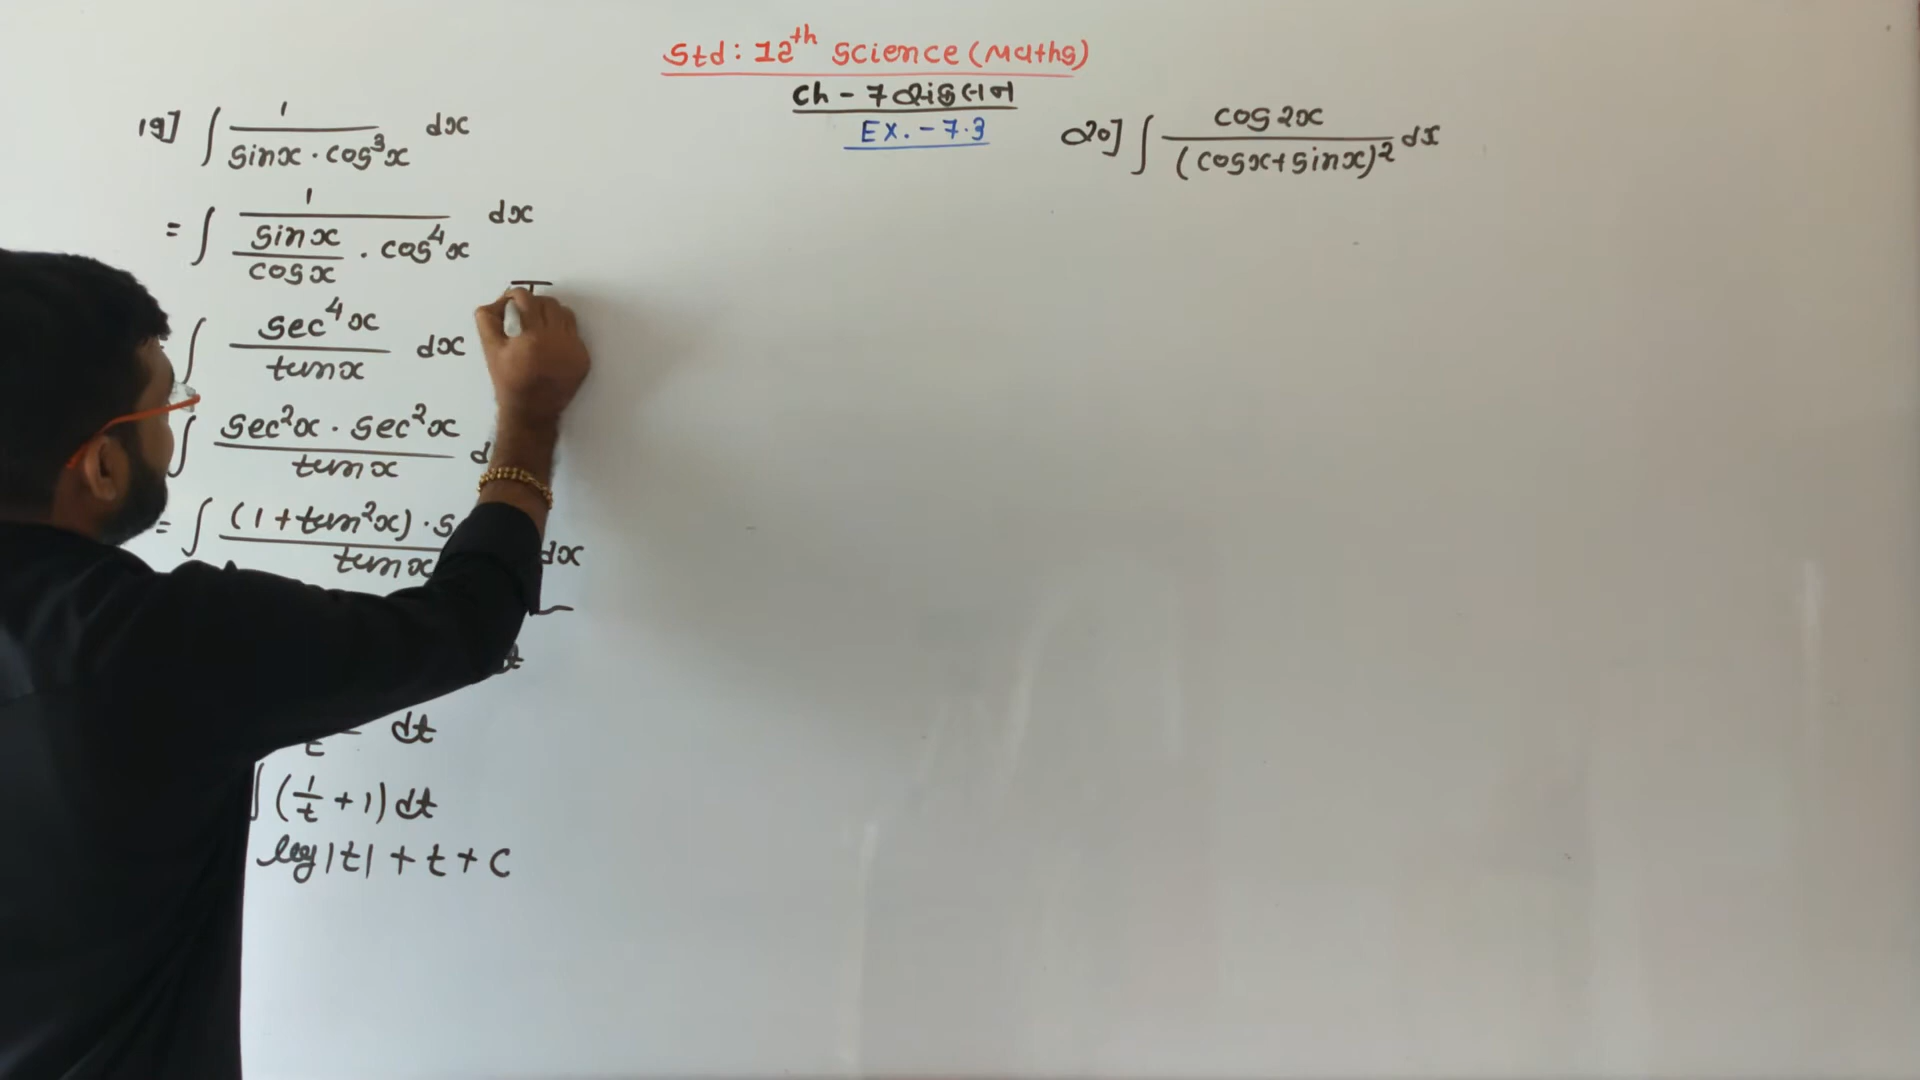 Std: 12th Science (Maths)
Ch - 7 સંકલન
Ex. - 7.3
19] ∫ 1 / (sinx · cos³x) dx
= ∫ 1 / ((sinx / cosx) · cos⁴x) dx
∫ sec⁴x / tanx dx
∫ (sec²x · sec²x) / tanx d
= ∫ ((1 + tan²x) · s / tanx dx
t
t dt
∫ (1/t + 1) dt
log |t| + t + c
20] ∫ cos2x / (cosx + sinx)² dx